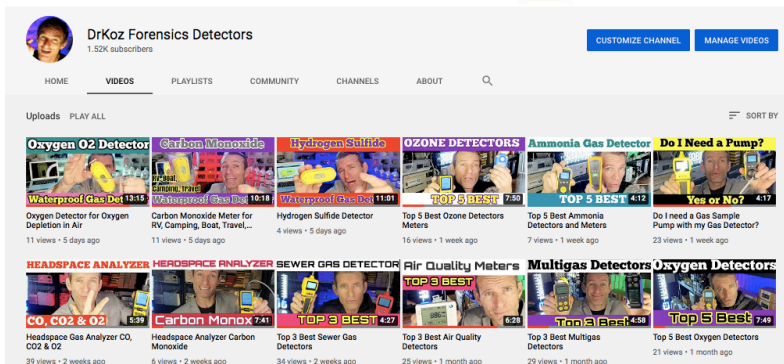 DrKoz Forensics Detectors
1.52K subscribers
CUSTOMIZE CHANNEL
MANAGE VIDEOS
HOME
VIDEOS
PLAYLISTS
COMMUNITY
CHANNELS
ABOUT
Uploads PLAY ALL
SORT BY
Oxygen O2 Detector
Waterproof Gas Det
13:15
Oxygen Detector for Oxygen
Depletion in Air
11 views • 5 days ago
Carbon Monoxide
RV, Boat,
Camping, Travel
Waterproof Gas Det
10:18
Carbon Monoxide Meter for
RV, Camping, Boat, Travel,...
11 views • 5 days ago
Hydrogen Sulfide
Waterproof Gas Det
11:01
Hydrogen Sulfide Detector
4 views • 5 days ago
OZONE DETECTORS
TOP 5 BEST
7:50
Top 5 Best Ozone Detectors
Meters
16 views • 1 week ago
Ammonia Gas Detector
TOP 5 BEST
4:12
Top 5 Best Ammonia
Detectors and Meters
7 views • 1 week ago
Do I Need a Pump?
Yes or No?
4:17
Do I need a Gas Sample
Pump with my Gas Detector?
23 views • 1 week ago
HEADSPACE ANALYZER
CO, CO2 & O2
5:39
Headspace Gas Analyzer CO,
CO2 & O2
39 views • 2 weeks ago
HEADSPACE ANALYZER
Carbon Monox
7:41
Headspace Analyzer Carbon
Monoxide
6 views • 2 weeks ago
SEWER GAS DETECTOR
TOP 3 BEST
4:27
Top 3 Best Sewer Gas
Detectors
34 views • 2 weeks ago
Air Quality Meters
TOP 3 BEST
6:28
Top 3 Best Air Quality
Detectors
25 views • 1 month ago
Multigas Detectors
Top 3 Best
4:58
Top 3 Best Multigas
Detectors
29 views • 1 month ago
Oxygen Detectors
Top 5 Best
7:49
Top 5 Best Oxygen Detectors
21 views • 1 month ago